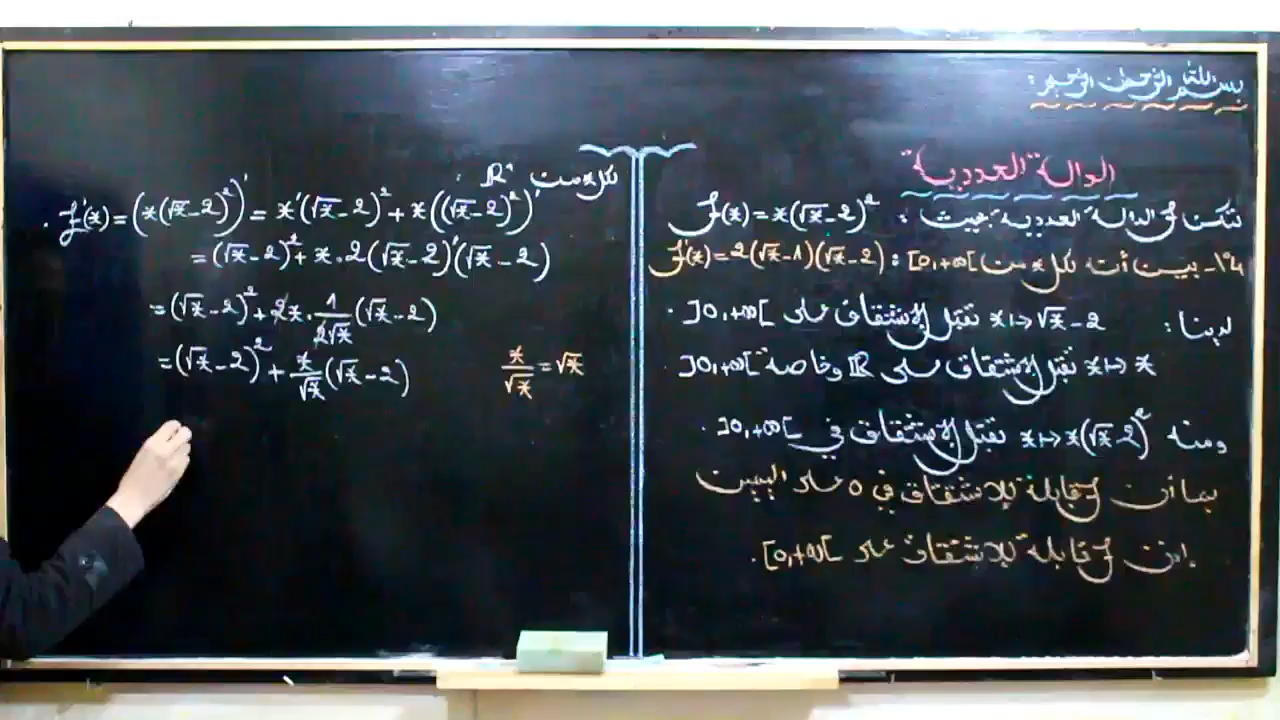 بسم الله الرحمن الرحيم:
"الدالة العددية"
لتكن f الدالة العددية بحيث: f(x)=x(√x-2)²
1- بين أنه لكل x من [0,+∞[ : f'(x)=2(√x-1)(√x-2)
لدينا: x↦√x-2 تقبل الاشتقاق على ]0,+∞[.
x↦x تقبل الاشتقاق على ℝ وخاصة ]0,+∞[.
ومنه x↦x(√x-2)² تقبل الاشتقاق في ]0,+∞[.
بما أن f قابلة للاشتقاق في 0 على اليمين
إذن f قابلة للاشتقاق على [0,+∞[.
لكل x من ℝ⁺ :
. f'(x)=(x(√x-2)²)'=x'(√x-2)²+x((√x-2)²)'
=(√x-2)²+x.2(√x-2)'(√x-2)
=(√x-2)²+2x.1/2√x(√x-2)
=(√x-2)²+x/√x(√x-2)
x/√x=√x